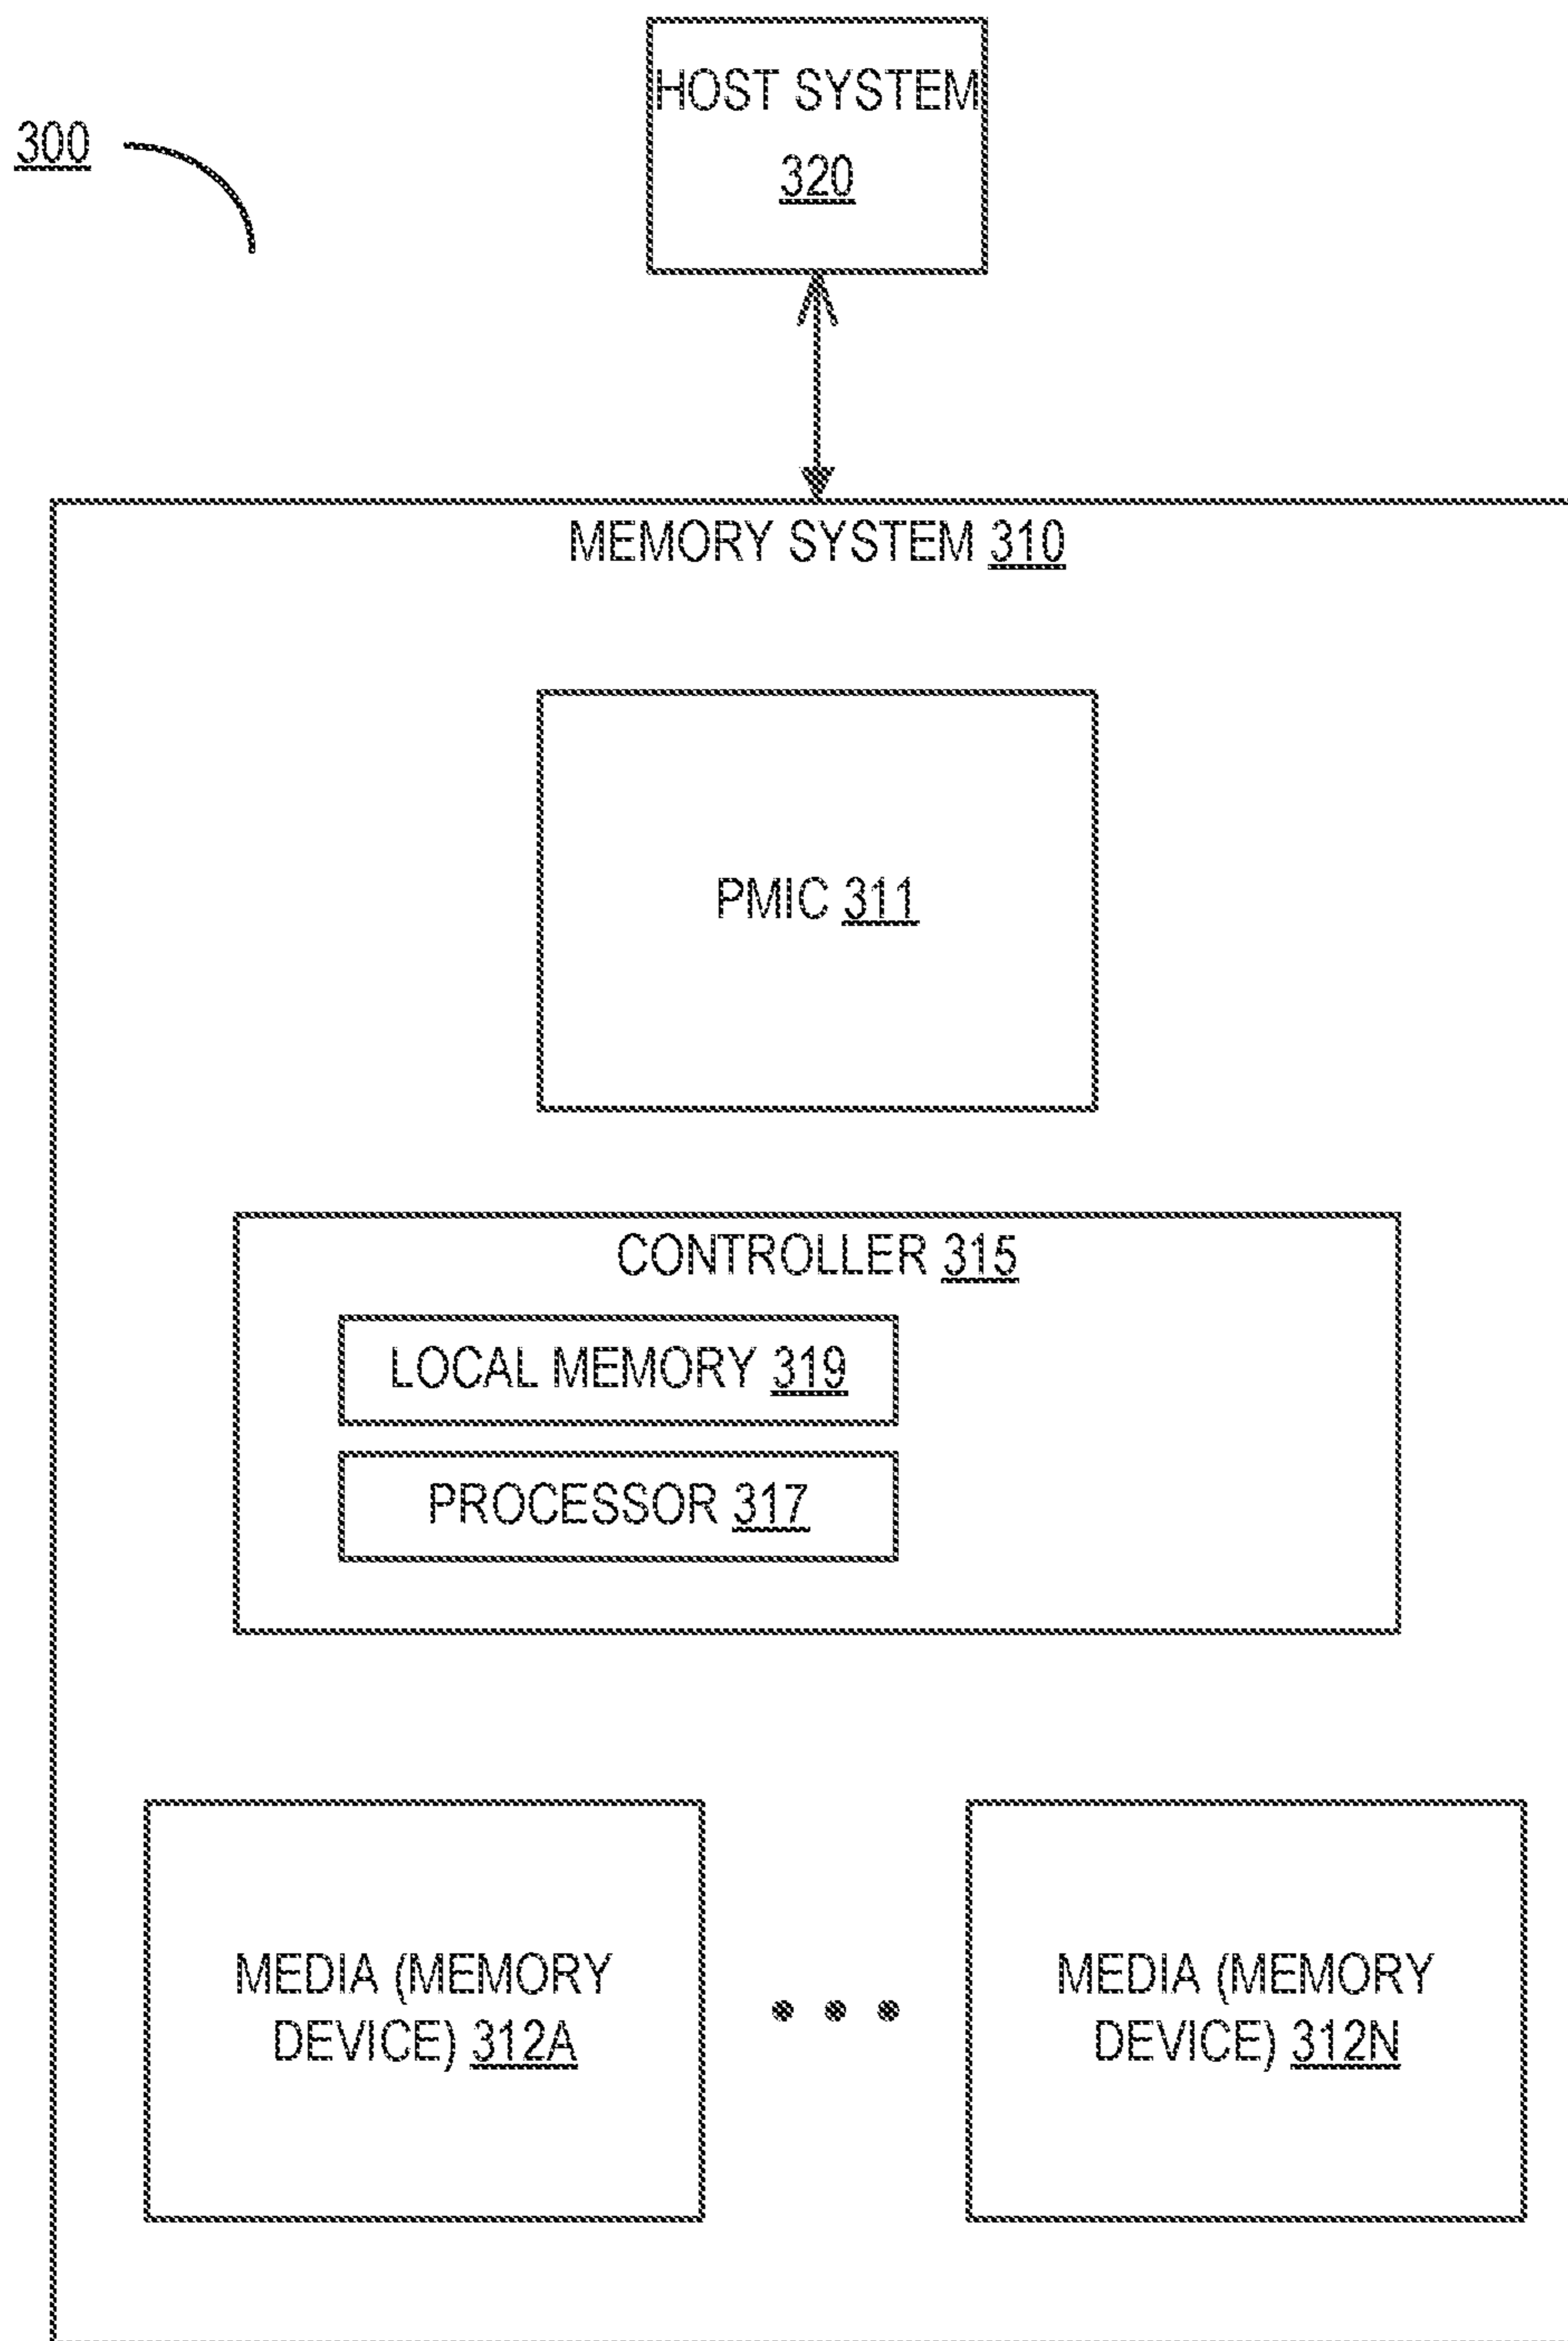 HOST SYSTEM
320
300
MEMORY SYSTEM 310
PMIC 311
CONTROLLER 315
LOCAL MEMORY 319
PROCESSOR 317
MEDIA (MEMORY
DEVICE) 312A
MEDIA (MEMORY
DEVICE) 312N